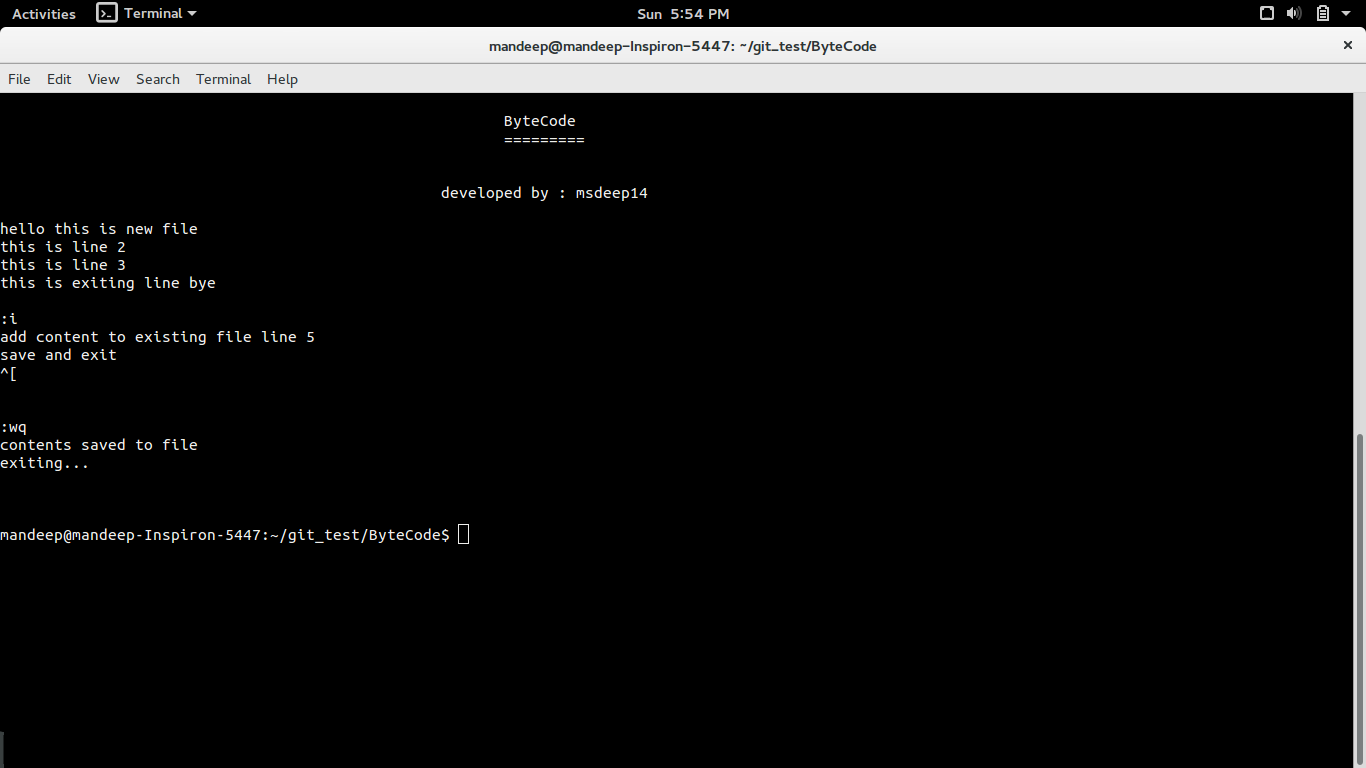 Activities Terminal Sun 5:54 PM
mandeep@mandeep-Inspiron-5447: ~/git_test/ByteCode
File Edit View Search Terminal Help
ByteCode
=========
developed by : msdeep14
hello this is new file
this is line 2
this is line 3
this is exiting line bye
:i
add content to existing file line 5
save and exit
^[
:wq
contents saved to file
exiting...
mandeep@mandeep-Inspiron-5447:~/git_test/ByteCode$